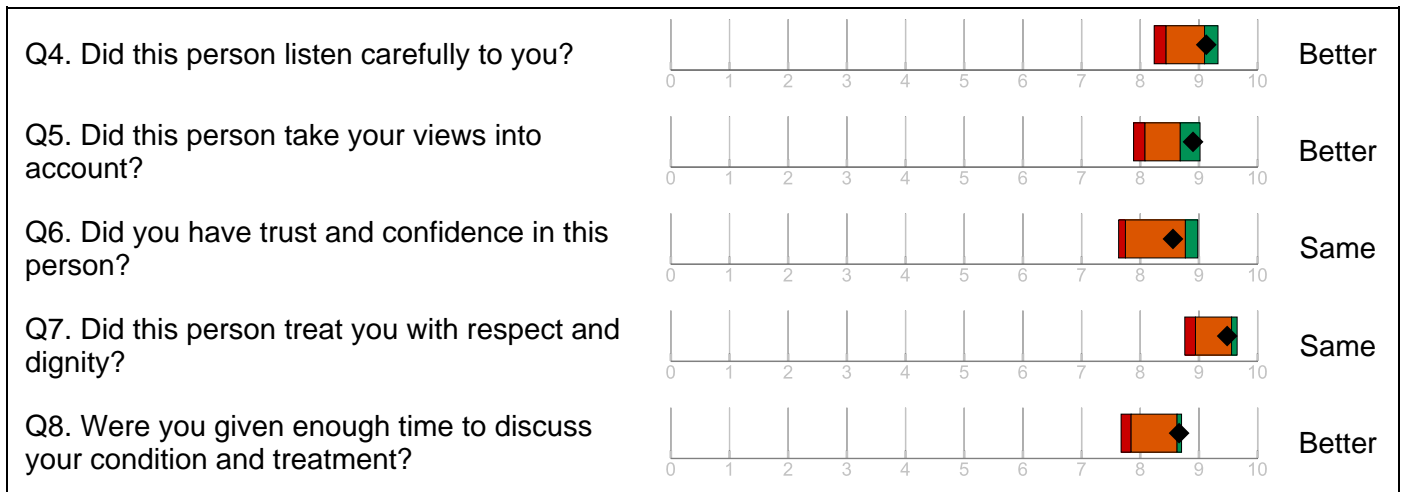 Q4. Did this person listen carefully to you?
Better
0 1 2 3 4 5 6 7 8 9 10
Q5. Did this person take your views into
account?
Better
0 1 2 3 4 5 6 7 8 9 10
Q6. Did you have trust and confidence in this
person?
Same
0 1 2 3 4 5 6 7 8 9 10
Q7. Did this person treat you with respect and
dignity?
Same
0 1 2 3 4 5 6 7 8 9 10
Q8. Were you given enough time to discuss
your condition and treatment?
Better
0 1 2 3 4 5 6 7 8 9 10